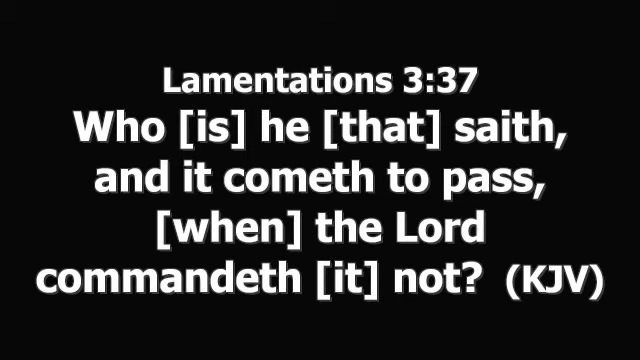 Lamentations 3:37
Who [is] he [that] saith,
and it cometh to pass,
[when] the Lord
commandeth [it] not? (KJV)